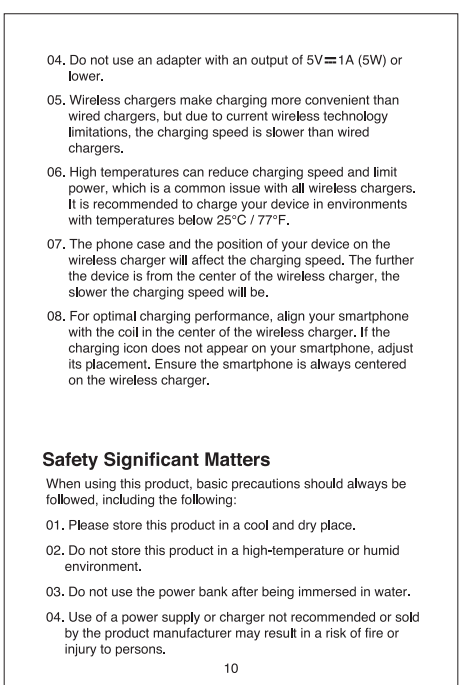 04. Do not use an adapter with an output of 5V⎓1A (5W) or
lower.
05. Wireless chargers make charging more convenient than
wired chargers, but due to current wireless technology
limitations, the charging speed is slower than wired
chargers.
06. High temperatures can reduce charging speed and limit
power, which is a common issue with all wireless chargers.
It is recommended to charge your device in environments
with temperatures below 25°C / 77°F.
07. The phone case and the position of your device on the
wireless charger will affect the charging speed. The further
the device is from the center of the wireless charger, the
slower the charging speed will be.
08. For optimal charging performance, align your smartphone
with the coil in the center of the wireless charger. If the
charging icon does not appear on your smartphone, adjust
its placement. Ensure the smartphone is always centered
on the wireless charger.
Safety Significant Matters
When using this product, basic precautions should always be
followed, including the following:
01. Please store this product in a cool and dry place.
02. Do not store this product in a high-temperature or humid
environment.
03. Do not use the power bank after being immersed in water.
04. Use of a power supply or charger not recommended or sold
by the product manufacturer may result in a risk of fire or
injury to persons.
10